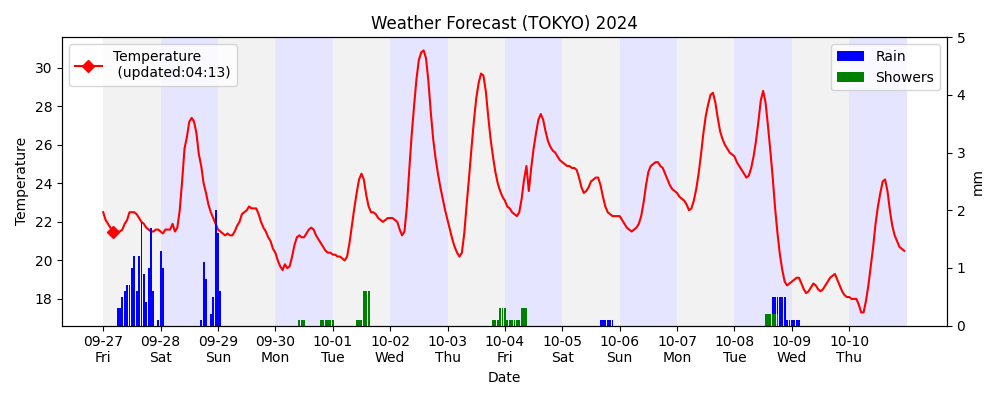 Weather Forecast (TOKYO) 2024
Temperature
(updated:04:13)
Rain
Showers
Temperature
30
28
26
24
22
20
18
5
4
3
2
1
0
mm
09-27 09-28 09-29 09-30 10-01 10-02 10-03 10-04 10-05 10-06 10-07 10-08 10-09 10-10
Fri Sat Sun Mon Tue Wed Thu Fri Sat Sun Mon Tue Wed Thu
Date